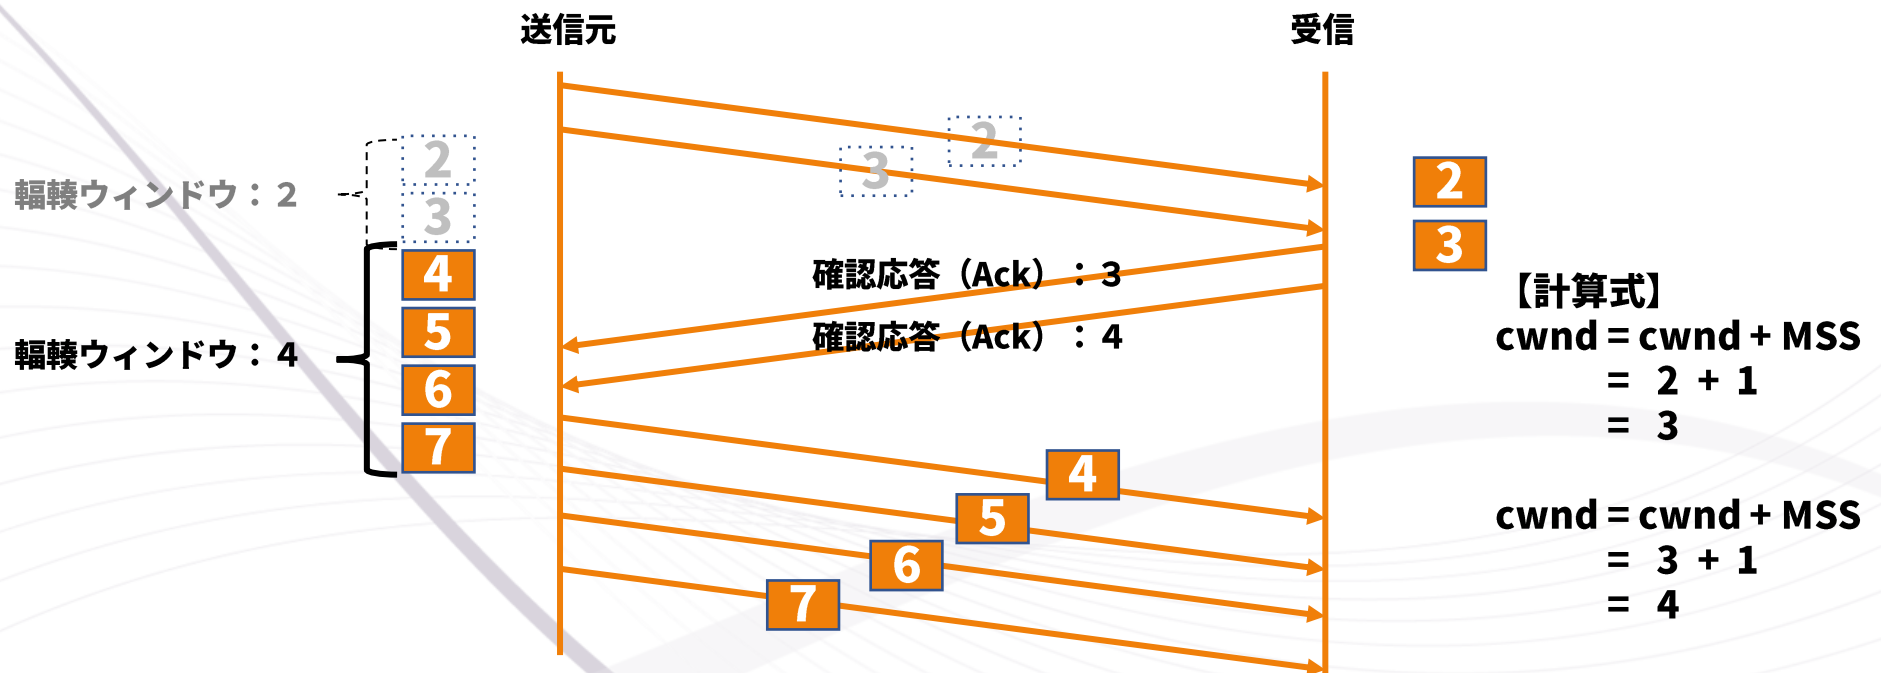 送信元
受信
2
3
輻輳ウィンドウ：2
2
3
2
3
4
5
6
7
輻輳ウィンドウ：4
確認応答（Ack）：3
確認応答（Ack）：4
4
5
6
7
【計算式】
cwnd = cwnd + MSS
= 2 + 1
= 3
cwnd = cwnd + MSS
= 3 + 1
= 4